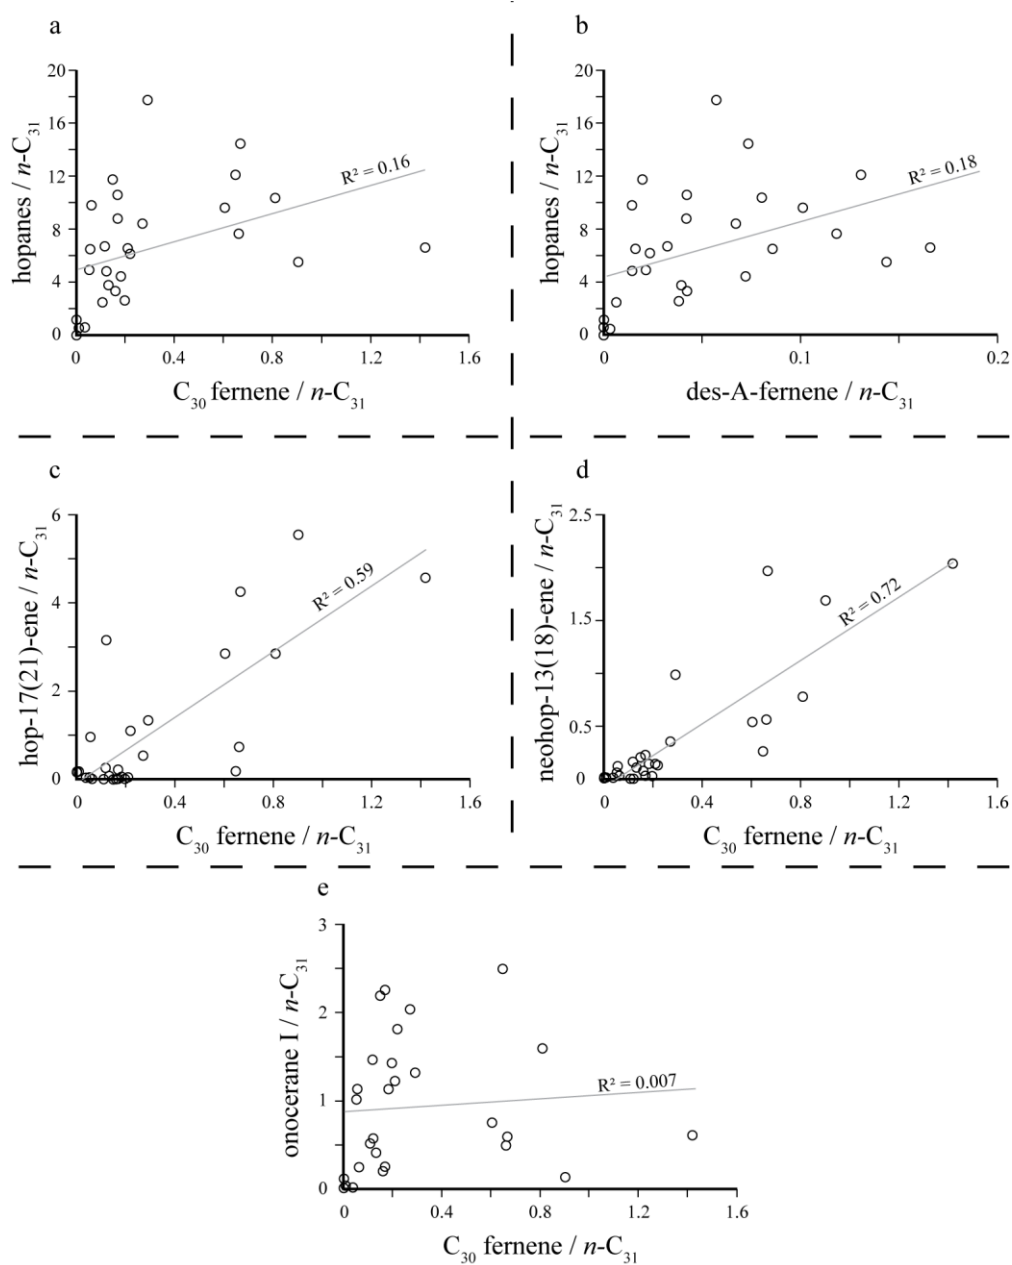 a
20
16
12
8
4
0
hopanes / n-C31
R² = 0.16
0 0.4 0.8 1.2 1.6
C30 fernene / n-C31
b
20
16
12
8
4
0
hopanes / n-C31
R² = 0.18
0 0.1 0.2
des-A-fernene / n-C31
c
6
4
2
0
hop-17(21)-ene / n-C31
R² = 0.59
0 0.4 0.8 1.2 1.6
C30 fernene / n-C31
d
2.5
1.5
0.5
0
neohop-13(18)-ene / n-C31
R² = 0.72
0 0.4 0.8 1.2 1.6
C30 fernene / n-C31
e
3
2
1
0
onocerane I / n-C31
R² = 0.007
0 0.4 0.8 1.2 1.6
C30 fernene / n-C31